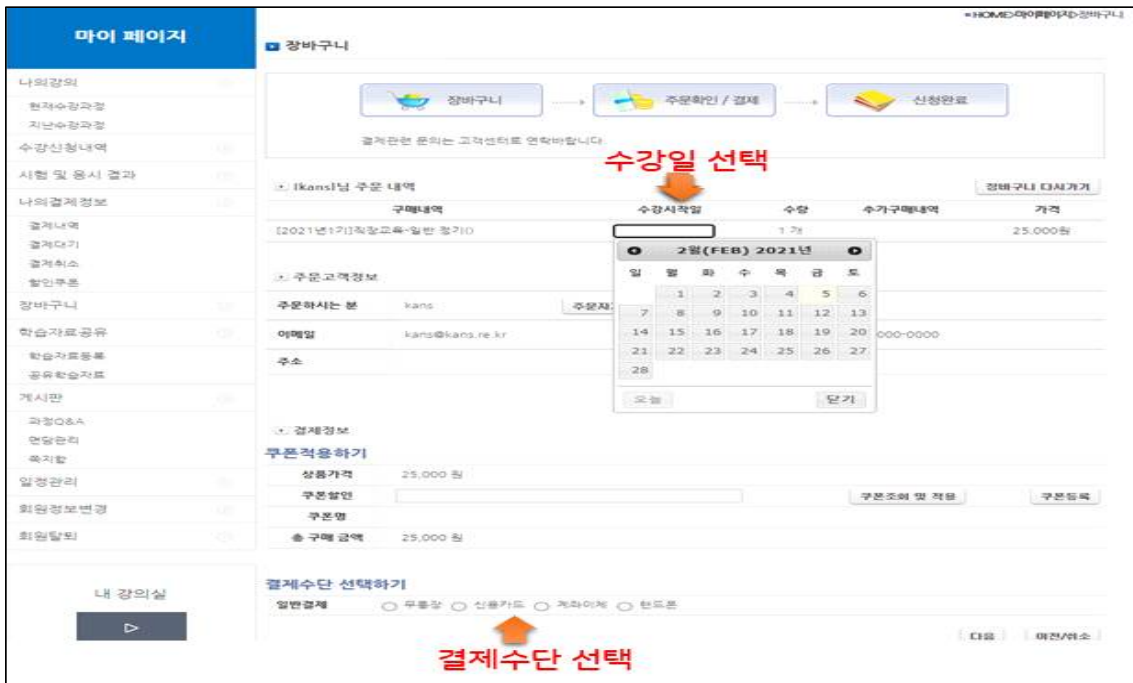 HOME>마이페이지>장바구니
마이 페이지
장바구니
나의강의
현재수강과정
지난수강과정
수강신청내역
시험 및 응시 결과
나의결제정보
결제내역
결제대기
결제취소
할인쿠폰
장바구니
학습자료공유
학습자료등록
공유학습자료
게시판
과정Q&A
면담관리
쪽지함
일정관리
회원정보변경
회원탈퇴
내 강의실
장바구니
주문확인 / 결제
신청완료
결제관련 문의는 고객센터로 연락바랍니다.
수강일 선택
[kans]님 주문 내역
장바구니 다시가기
구매내역 수강시작일 수량 추가구매내역 가격
[2021년1기]직장교육-일반 정기() 1 개 25,000원
2월(FEB) 2021년
일 월 화 수 목 금 토
1 2 3 4 5 6
7 8 9 10 11 12 13
14 15 16 17 18 19 20
21 22 23 24 25 26 27
28
오늘 닫기
주문고객정보
주문하시는 분 kans
이메일 kans@kans.re.kr 000-0000
주소
결제정보
쿠폰적용하기
상품가격 25,000 원
쿠폰할인 쿠폰조회 및 적용 쿠폰등록
쿠폰명
총 구매 금액 25,000 원
결제수단 선택하기
일반결제 무통장 신용카드 계좌이체 핸드폰
다음 이전/취소
결제수단 선택